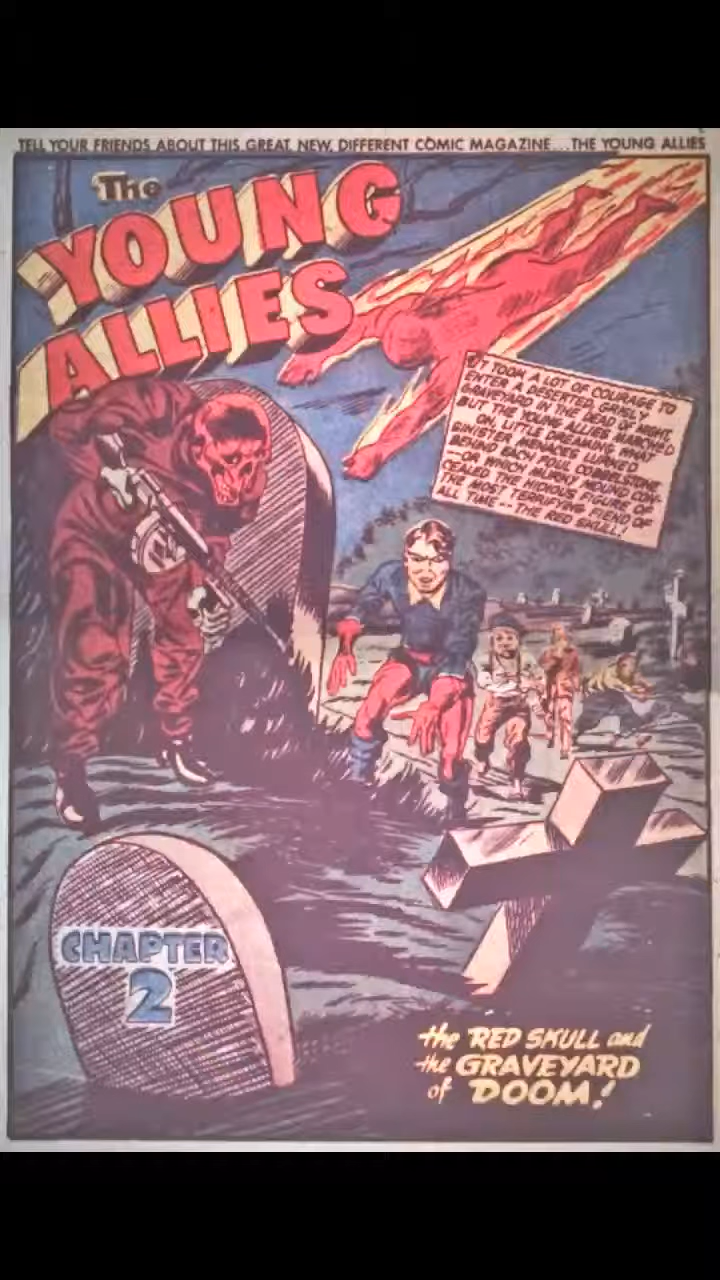 TELL YOUR FRIENDS ABOUT THIS GREAT, NEW, DIFFERENT COMIC MAGAZINE...THE YOUNG ALLIES
The
YOUNG
ALLIES
IT TOOK A LOT OF COURAGE TO
ENTER A DESERTED, GRISLY
GRAVEYARD IN THE DEAD OF NIGHT,
BUT THE YOUNG ALLIES MARCHED
ON, LITTLE DREAMING WHAT
SINISTER MENACES LURKED
BEHIND EACH FOUL TOMBSTONE
--OR WHICH MURKY MOUND CON-
CEALED THE HIDEOUS FIGURE OF
THE MOST TERRIFYING FIEND OF
ALL TIME -- THE RED SKULL!
CHAPTER
2
the RED SKULL and
the GRAVEYARD
of DOOM!